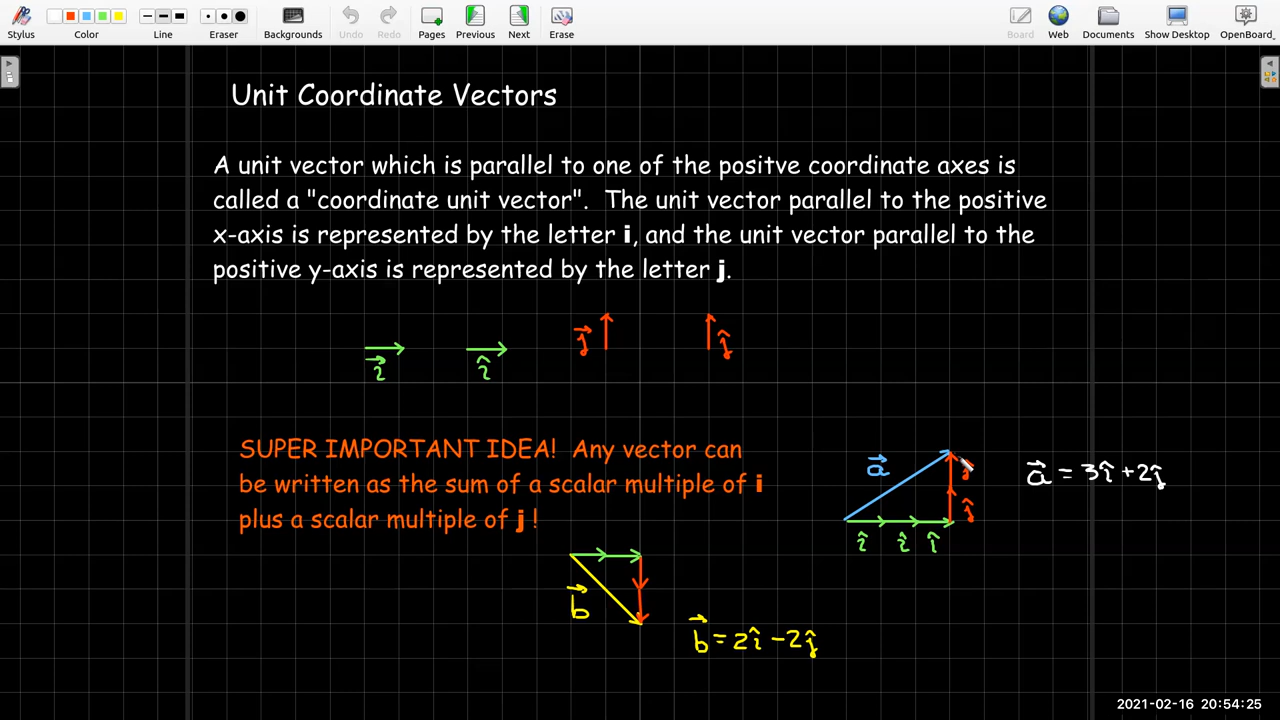 Stylus Color Line Eraser Backgrounds Undo Redo Pages Previous Next Erase Board Web Documents Show Desktop OpenBoard
Unit Coordinate Vectors
A unit vector which is parallel to one of the positve coordinate axes is
called a "coordinate unit vector". The unit vector parallel to the positive
x-axis is represented by the letter i, and the unit vector parallel to the
positive y-axis is represented by the letter j.
i⃗ î j⃗ ĵ
SUPER IMPORTANT IDEA! Any vector can
be written as the sum of a scalar multiple of i
plus a scalar multiple of j !
a⃗ ĵ
ĵ
î î î
a⃗ = 3î + 2ĵ
b⃗
b⃗ = 2î - 2ĵ
2021-02-16 20:54:25